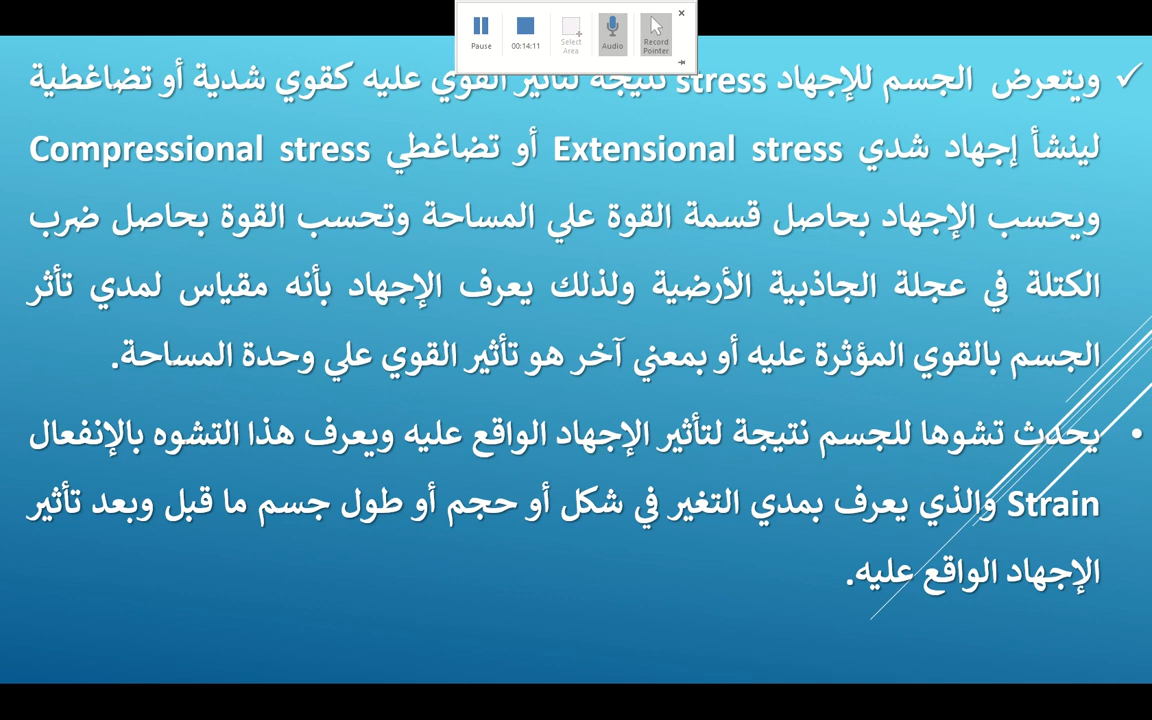 Pause
00:14:11
Select Area
Audio
Record Pointer
ويتعرض الجسم للإجهاد stress نتيجة لتأثير القوي عليه كقوي شدية أو تضاغطية
لينشأ إجهاد شدي Extensional stress أو تضاغطي Compressional stress
ويحسب الإجهاد بحاصل قسمة القوة علي المساحة وتحسب القوة بحاصل ضرب
الكتلة في عجلة الجاذبية الأرضية ولذلك يعرف الإجهاد بأنه مقياس لمدي تأثر
الجسم بالقوي المؤثرة عليه أو بمعني آخر هو تأثير القوي علي وحدة المساحة.
• يحدث تشوها للجسم نتيجة لتأثير الإجهاد الواقع عليه ويعرف هذا التشوه بالإنفعال
Strain والذي يعرف بمدي التغير في شكل أو حجم أو طول جسم ما قبل وبعد تأثير
الإجهاد الواقع عليه.